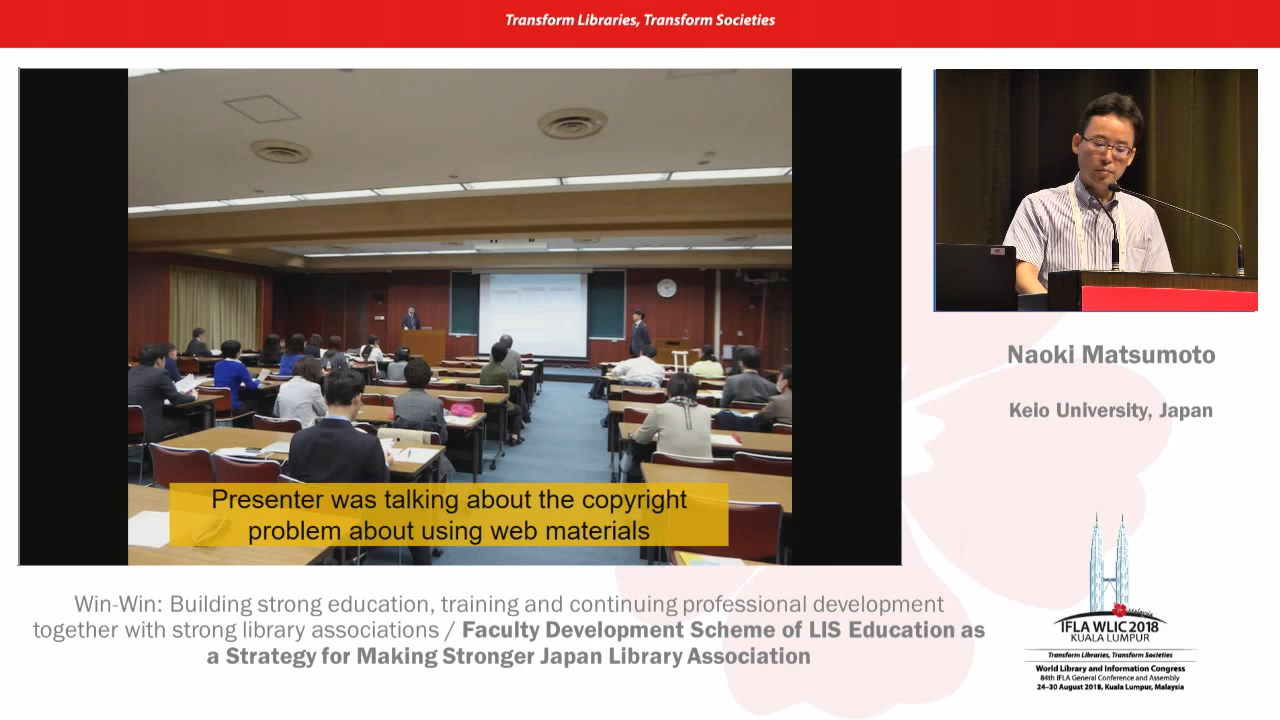 Transform Libraries, Transform Societies
Presenter was talking about the copyright
problem about using web materials
Naoki Matsumoto
Keio University, Japan
Win-Win: Building strong education, training and continuing professional development
together with strong library associations / Faculty Development Scheme of LIS Education as
a Strategy for Making Stronger Japan Library Association
Malaysia
IFLA WLIC 2018
KUALA LUMPUR
Transform Libraries, Transform Societies
World Library and Information Congress
84th IFLA General Conference and Assembly
24–30 August 2018, Kuala Lumpur, Malaysia